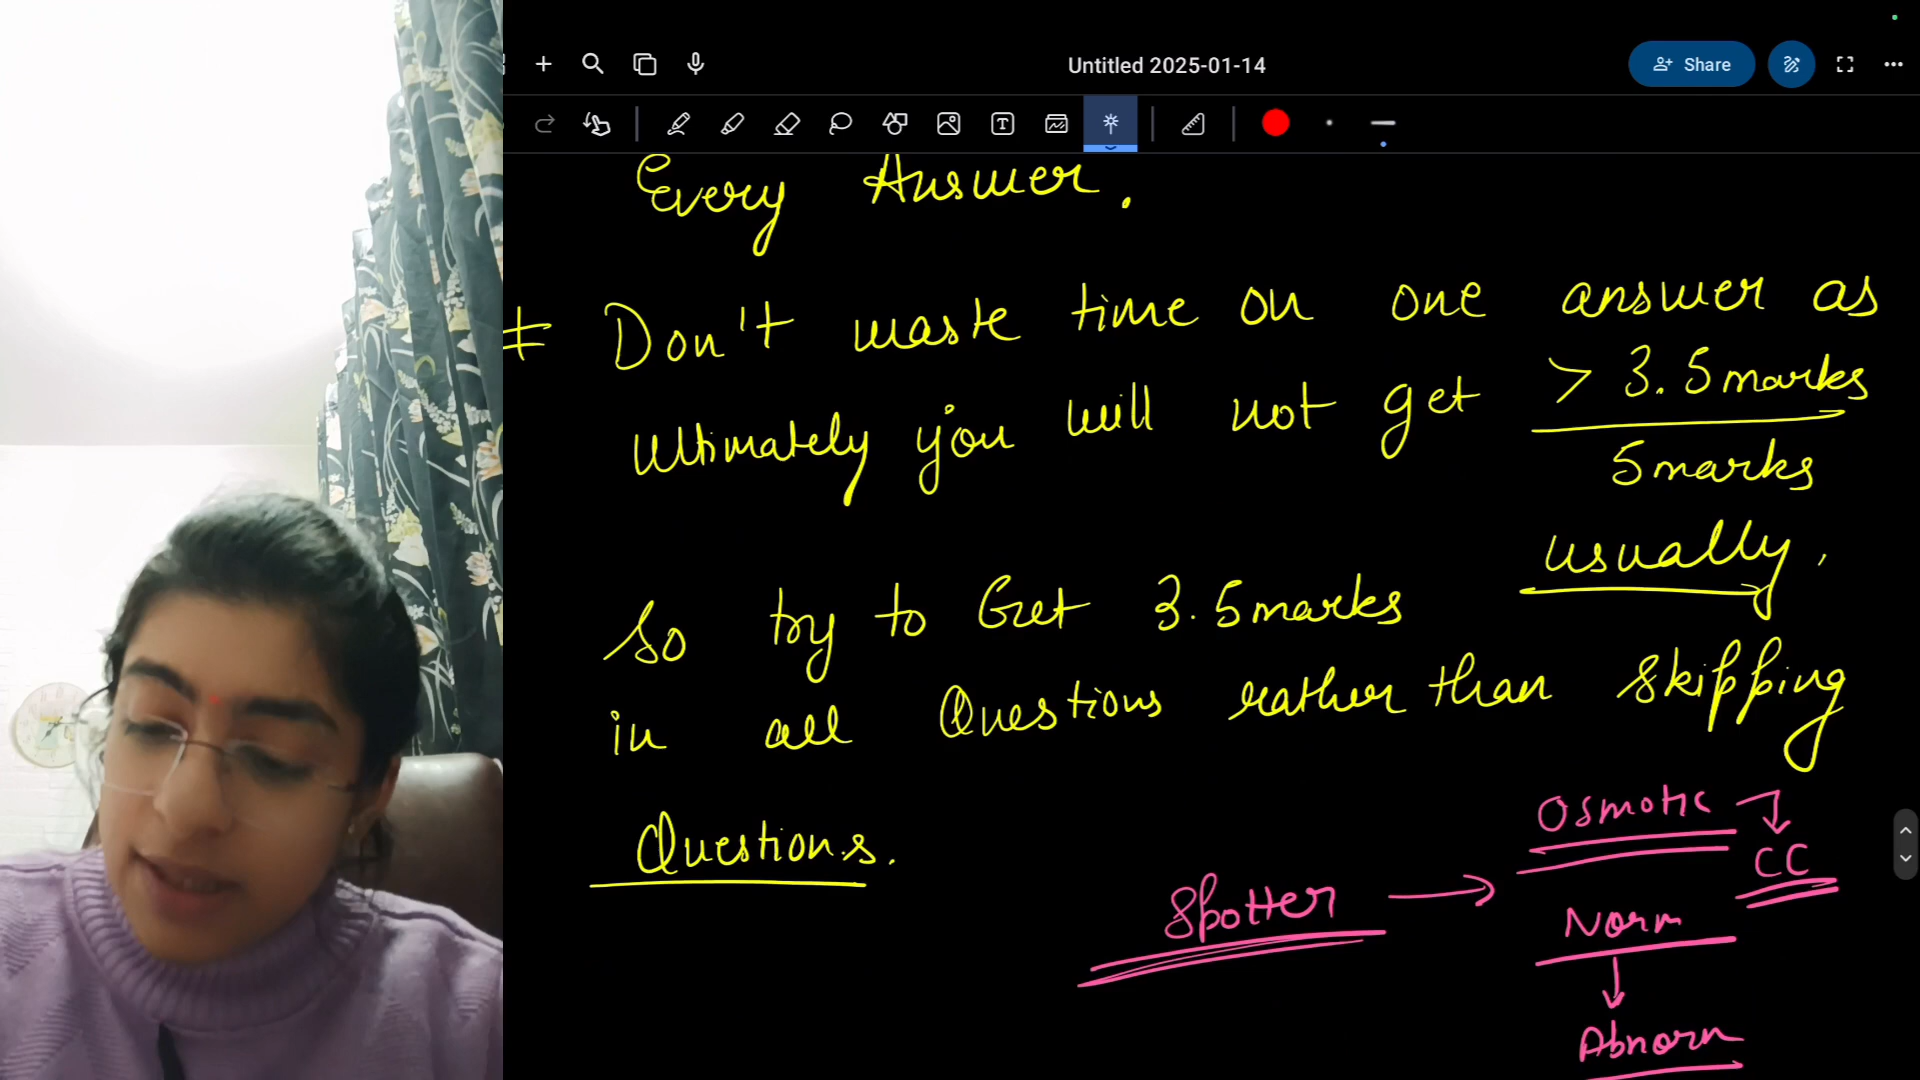 Untitled 2025-01-14
Share
Every Answer.
Don't waste time on one answer as
ultimately you will not get > 3.5 marks
5 marks
usually.
So try to Get 3.5 marks
in all Questions rather than skipping
Questions.
Spotter → Osmotic
CC
Norm
Abnorm